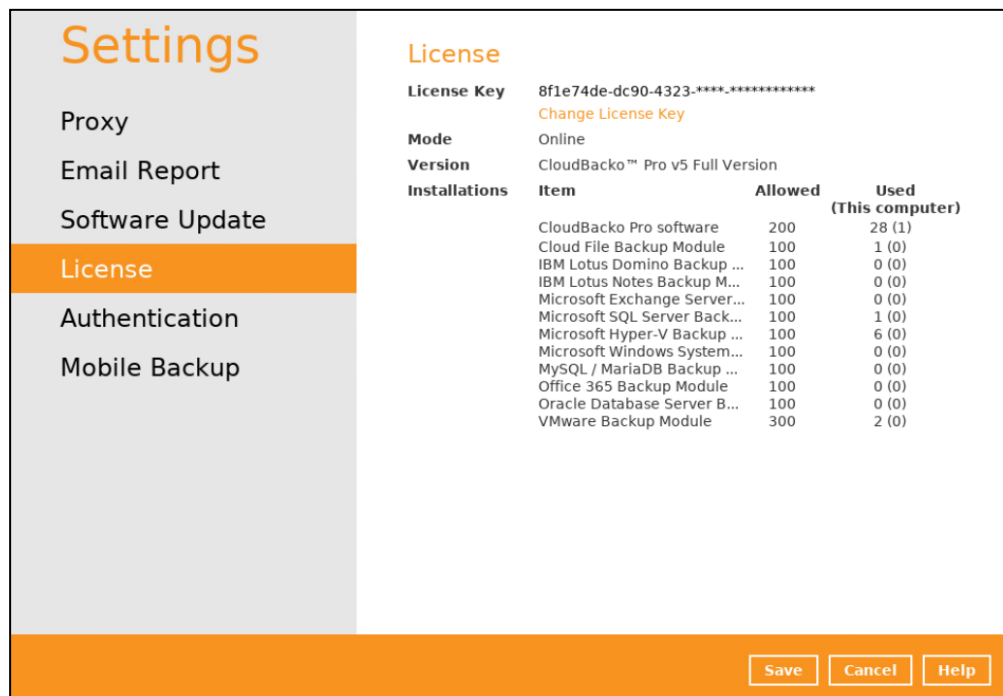 Settings
Proxy
Email Report
Software Update
License
Authentication
Mobile Backup
License
License Key 8f1e74de-dc90-4323-****-************
Change License Key
Mode Online
Version CloudBacko™ Pro v5 Full Version
Installations Item Allowed Used
(This computer)
CloudBacko Pro software 200 28 (1)
Cloud File Backup Module 100 1 (0)
IBM Lotus Domino Backup ... 100 0 (0)
IBM Lotus Notes Backup M... 100 0 (0)
Microsoft Exchange Server... 100 0 (0)
Microsoft SQL Server Back... 100 1 (0)
Microsoft Hyper-V Backup ... 100 6 (0)
Microsoft Windows System... 100 0 (0)
MySQL / MariaDB Backup ... 100 0 (0)
Office 365 Backup Module 100 0 (0)
Oracle Database Server B... 100 0 (0)
VMware Backup Module 300 2 (0)
Save Cancel Help